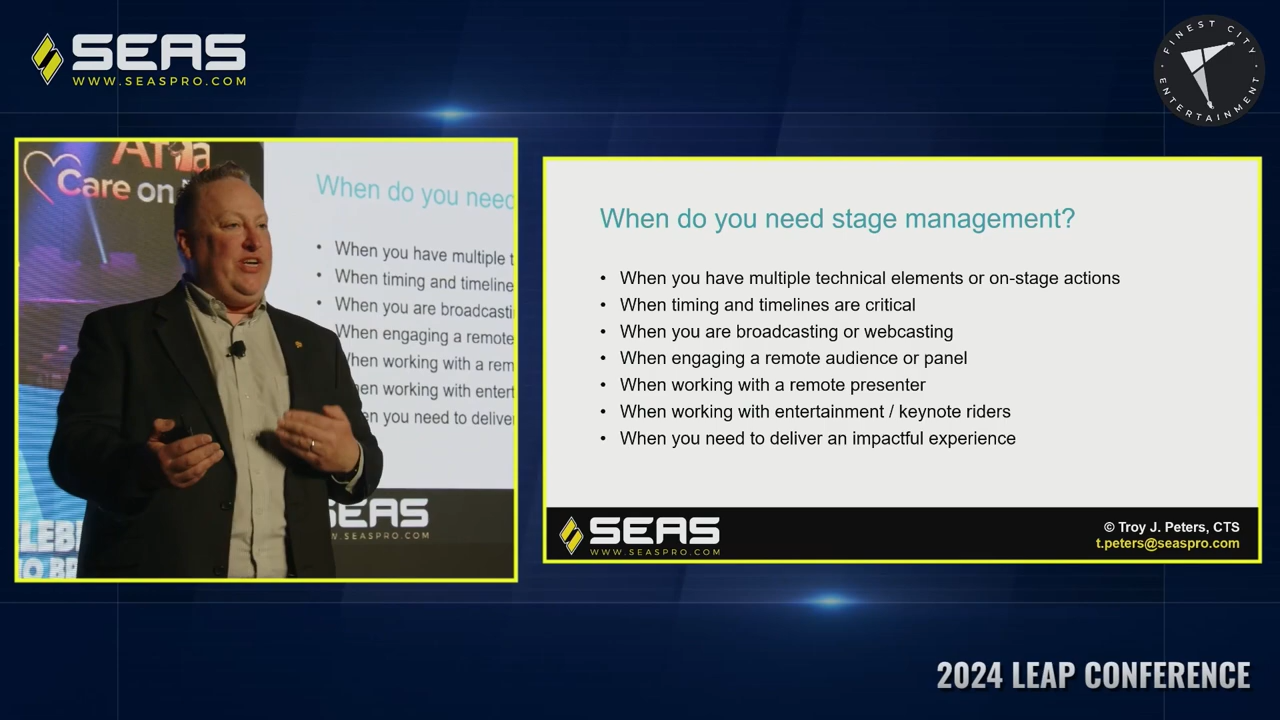 SEAS
WWW.SEASPRO.COM
FINEST CITY
ENTERTAINMENT
Care on
When do you need
When you have multiple
When timing and timeline
When you are broadcasti
When engaging a remote
hen working with a rem
en working with entert
n you need to deliver
SEAS
W.SEASPRO.COM
LEB
O BR
When do you need stage management?
• When you have multiple technical elements or on-stage actions
• When timing and timelines are critical
• When you are broadcasting or webcasting
• When engaging a remote audience or panel
• When working with a remote presenter
• When working with entertainment / keynote riders
• When you need to deliver an impactful experience
SEAS
WWW.SEASPRO.COM
© Troy J. Peters, CTS
t.peters@seaspro.com
2024 LEAP CONFERENCE